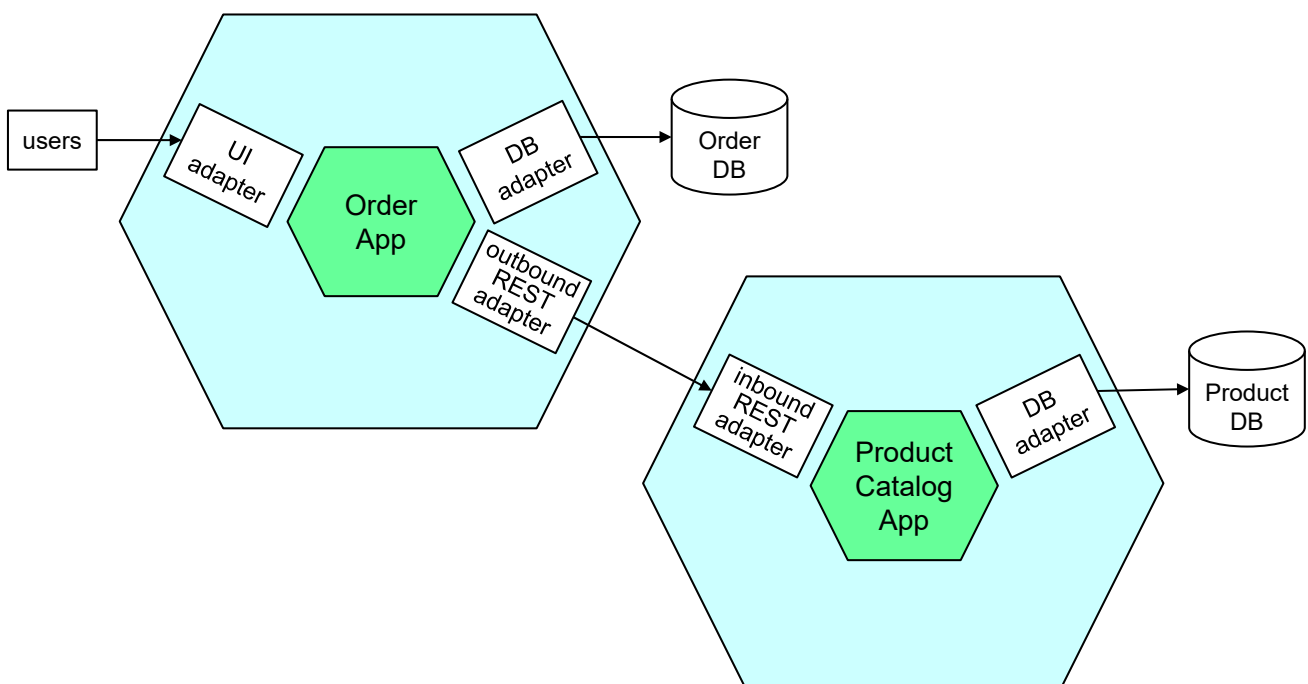 users
UI
adapter
Order
App
DB
adapter
Order
DB
outbound
REST
adapter
inbound
REST
adapter
Product
Catalog
App
DB
adapter
Product
DB